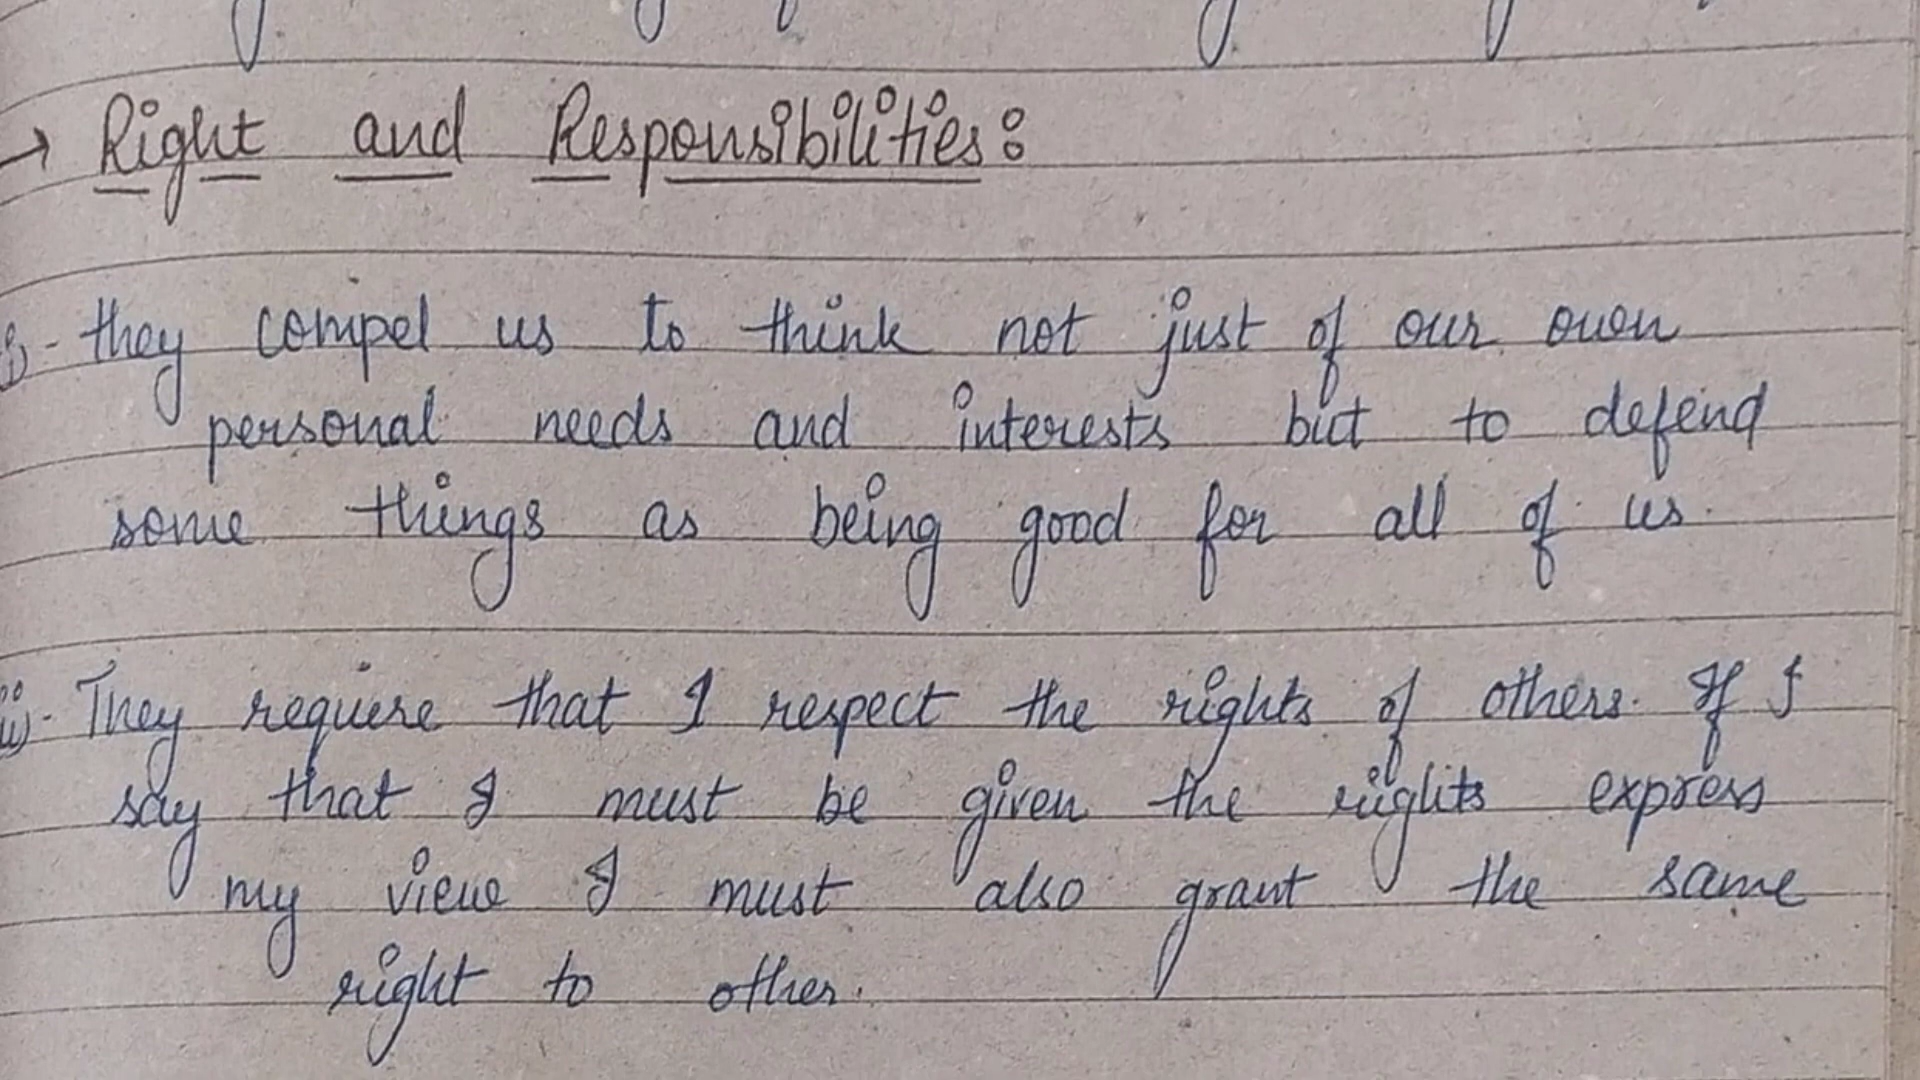 → Right and Responsibilities:
i)- they compel us to think not just of our own
personal needs and interests but to defend
some things as being good for all of us.
ii)- They require that I respect the rights of others. If I
say that I must be given the rights express
my view I must also grant the same
right to other.